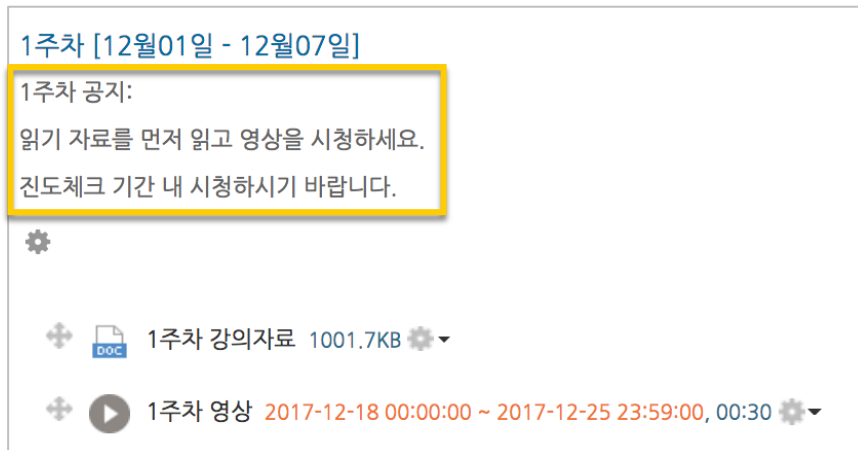 1주차 [12월01일 - 12월07일]
1주차 공지:
읽기 자료를 먼저 읽고 영상을 시청하세요.
진도체크 기간 내 시청하시기 바랍니다.
DOC 1주차 강의자료 1001.7KB
1주차 영상 2017-12-18 00:00:00 ~ 2017-12-25 23:59:00, 00:30